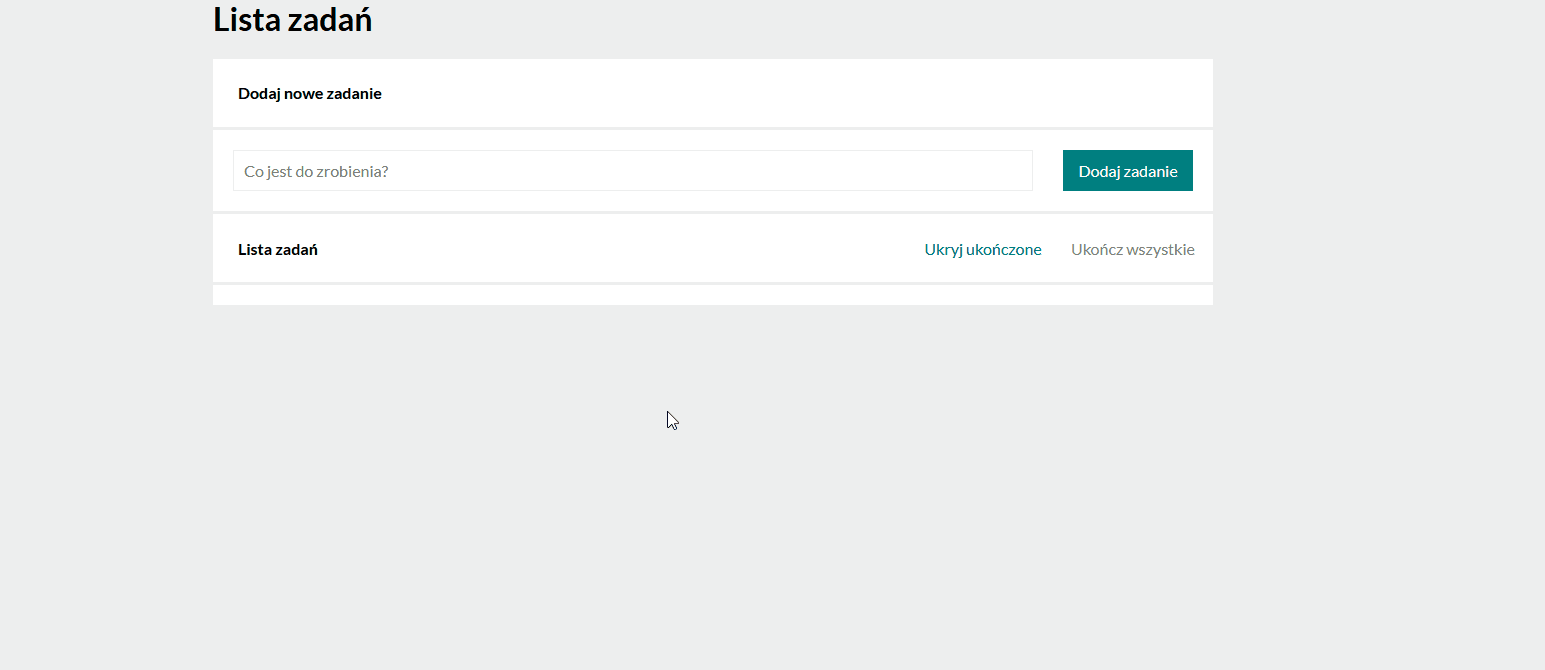 Lista zadań
Dodaj nowe zadanie
Co jest do zrobienia? Dodaj zadanie
Lista zadań Ukryj ukończone Ukończ wszystkie